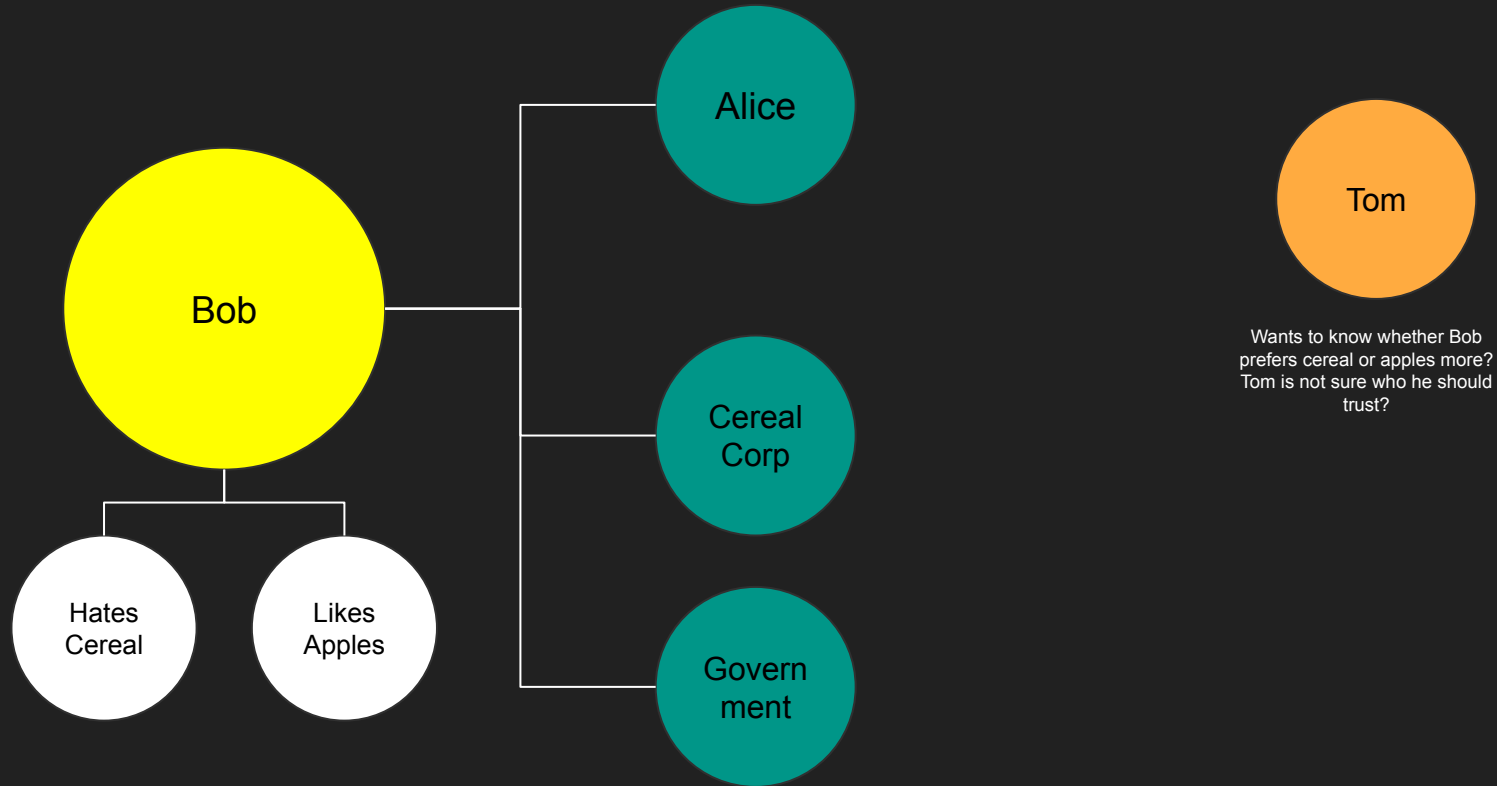 Alice
Tom
Bob
Wants to know whether Bob
prefers cereal or apples more?
Tom is not sure who he should
trust?
Cereal
Corp
Hates
Cereal
Likes
Apples
Govern
ment